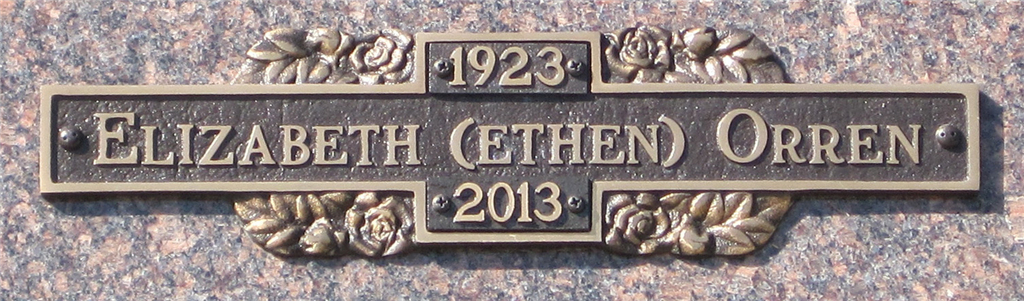 1923
Elizabeth (Ethen) Orren
2013